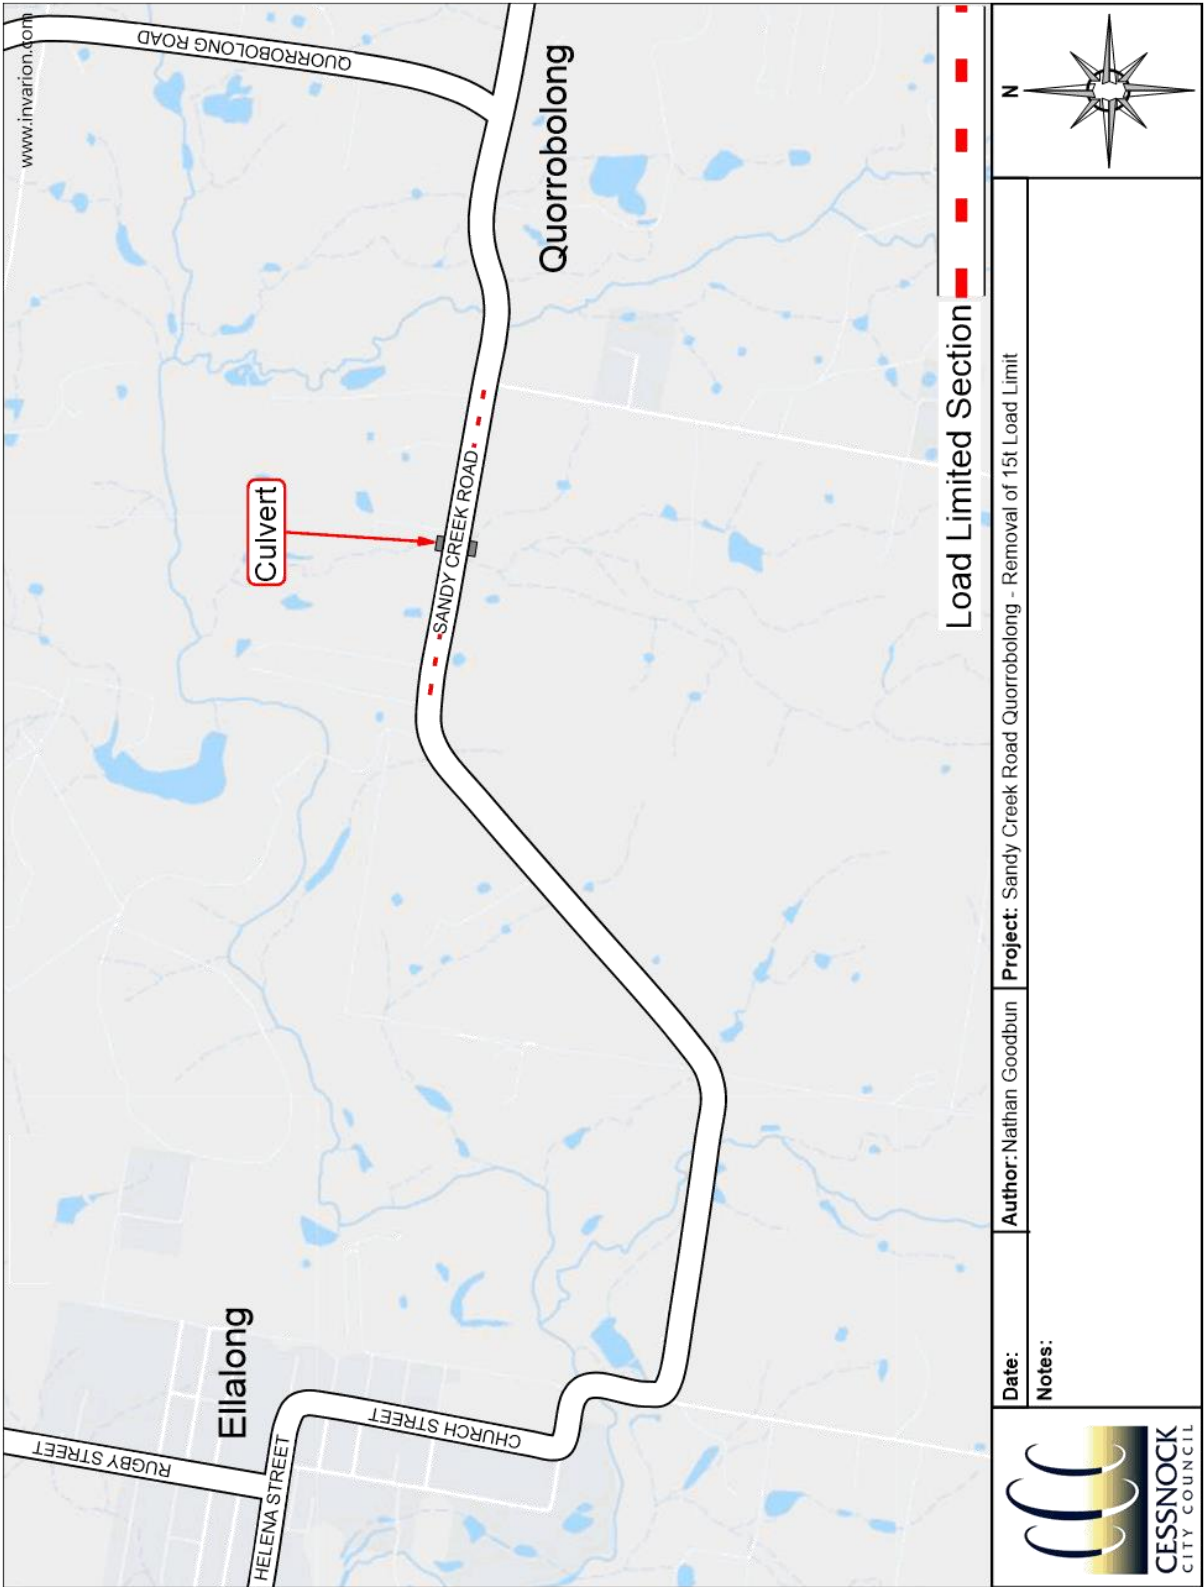 www.invarion.com
RUGBY STREET
QUORROBOLONG ROAD
Ellalong
HELENA STREET
Culvert
CHURCH STREET
SANDY CREEK ROAD
Quorrobolong
Load Limited Section
CESSNOCK
CITY COUNCIL
Date:
Author: Nathan Goodbun
Project: Sandy Creek Road Quorrobolong - Removal of 15t Load Limit
Notes:
N